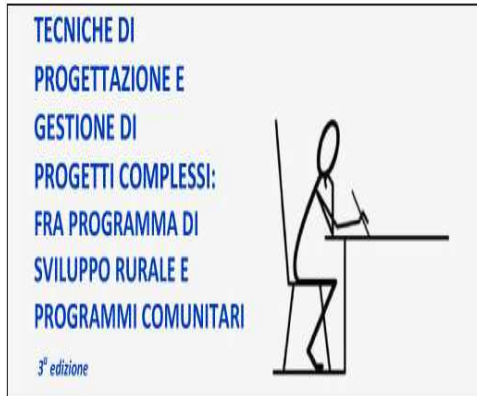 TECNICHE DI
PROGETTAZIONE E
GESTIONE DI
PROGETTI COMPLESSI:
FRA PROGRAMMA DI
SVILUPPO RURALE E
PROGRAMMI COMUNITARI
3ª edizione